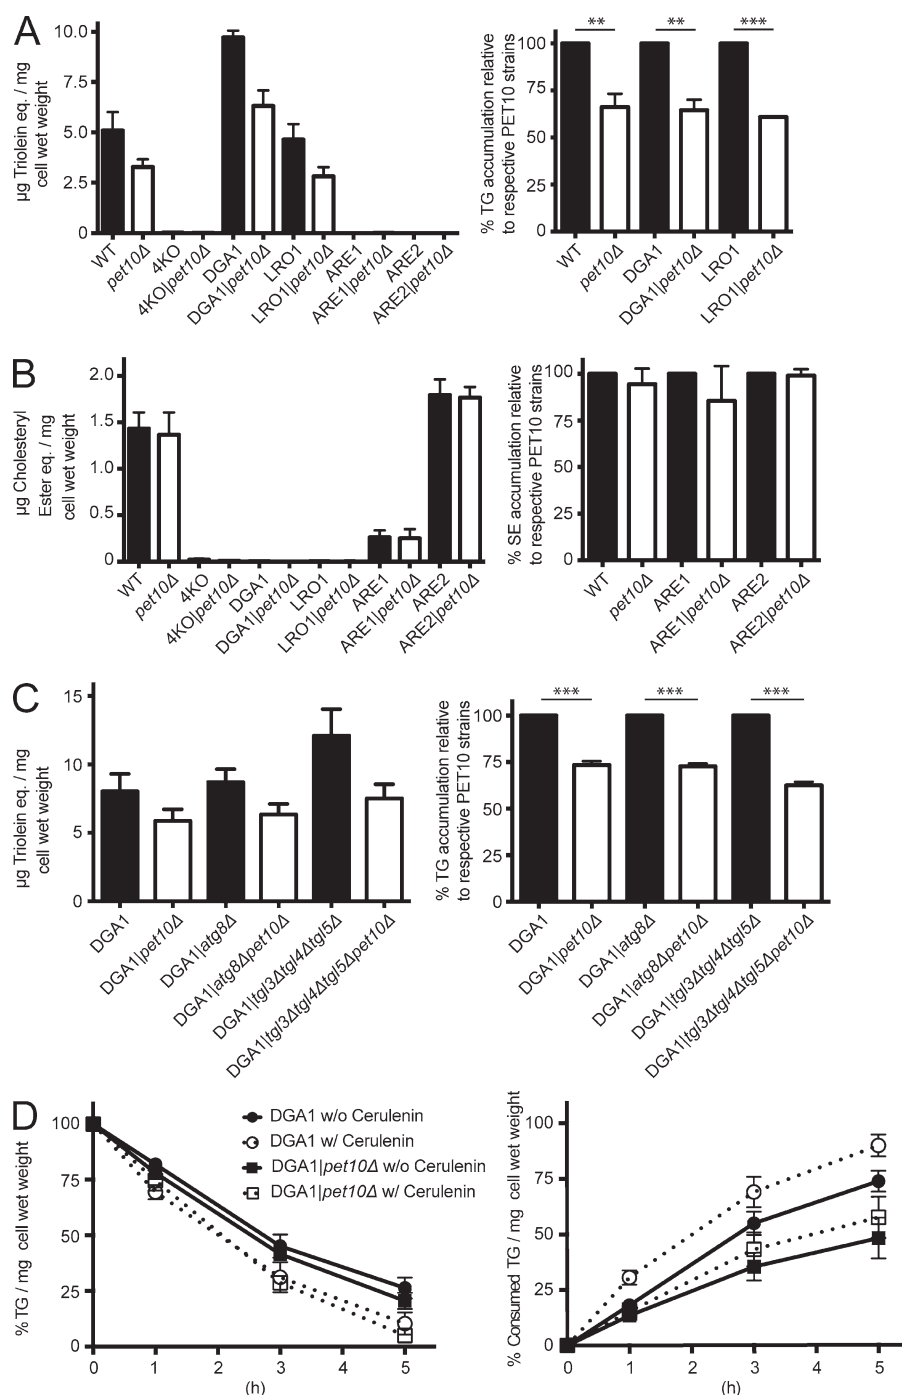 A
µg Triolein eq. / mg
cell wet weight
10.0
7.5
5.0
2.5
0
WT
pet10Δ
4KO
4KO|pet10Δ
DGA1
DGA1|pet10Δ
LRO1
LRO1|pet10Δ
ARE1
ARE1|pet10Δ
ARE2
ARE2|pet10Δ
% TG accumulation relative
to respective PET10 strains
100
75
50
25
0
**
**
***
WT
pet10Δ
DGA1
DGA1|pet10Δ
LRO1
LRO1|pet10Δ
B
µg Cholesteryl
Ester eq. / mg
cell wet weight
2.0
1.5
1.0
0.5
0
WT
pet10Δ
4KO
4KO|pet10Δ
DGA1
DGA1|pet10Δ
LRO1
LRO1|pet10Δ
ARE1
ARE1|pet10Δ
ARE2
ARE2|pet10Δ
% SE accumulation relative
to respective PET10 strains
100
75
50
25
0
WT
pet10Δ
ARE1
ARE1|pet10Δ
ARE2
ARE2|pet10Δ
C
µg Triolein eq. / mg
cell wet weight
15
10
5
0
DGA1
DGA1|pet10Δ
DGA1|atg8Δ
DGA1|atg8Δpet10Δ
DGA1|tgl3Δtgl4Δtgl5Δ
DGA1|tgl3Δtgl4Δtgl5Δpet10Δ
% TG accumulation relative
to respective PET10 strains
100
75
50
25
0
***
***
***
DGA1
DGA1|pet10Δ
DGA1|atg8Δ
DGA1|atg8Δpet10Δ
DGA1|tgl3Δtgl4Δtgl5Δ
DGA1|tgl3Δtgl4Δtgl5Δpet10Δ
D
% TG / mg cell wet weight
100
75
50
25
0
DGA1 w/o Cerulenin
DGA1 w/ Cerulenin
DGA1|pet10Δ w/o Cerulenin
DGA1|pet10Δ w/ Cerulenin
0 1 2 3 4 5
(h)
% Consumed TG / mg cell wet weight
100
75
50
25
0
0 1 2 3 4 5
(h)